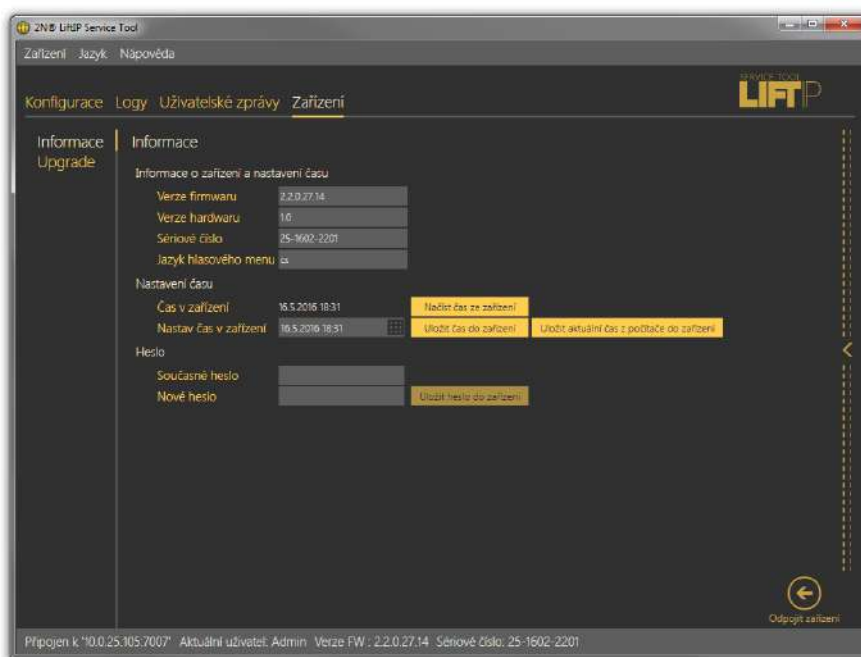 2N® LiftIP Service Tool
Zařízení Jazyk Nápověda
SERVICE TOOL
LIFTIP
Konfigurace Logy Uživatelské zprávy Zařízení
Informace
Upgrade
Informace
Informace o zařízení a nastavení času
Verze firmwaru 2.2.0.27.14
Verze hardwaru 1.0
Sériové číslo 25-1602-2201
Jazyk hlasového menu cs
Nastavení času
Čas v zařízení 16.5.2016 18:31 Načíst čas ze zařízení
Nastav čas v zařízení 16.5.2016 18:31 Uložit čas do zařízení Uložit aktuální čas z počítače do zařízení
Heslo
Současné heslo
Nové heslo Uložit heslo do zařízení
Odpojit zařízení
Připojen k '10.0.25.105:7007' Aktuální uživatel: Admin Verze FW : 2.2.0.27.14 Sériové číslo: 25-1602-2201